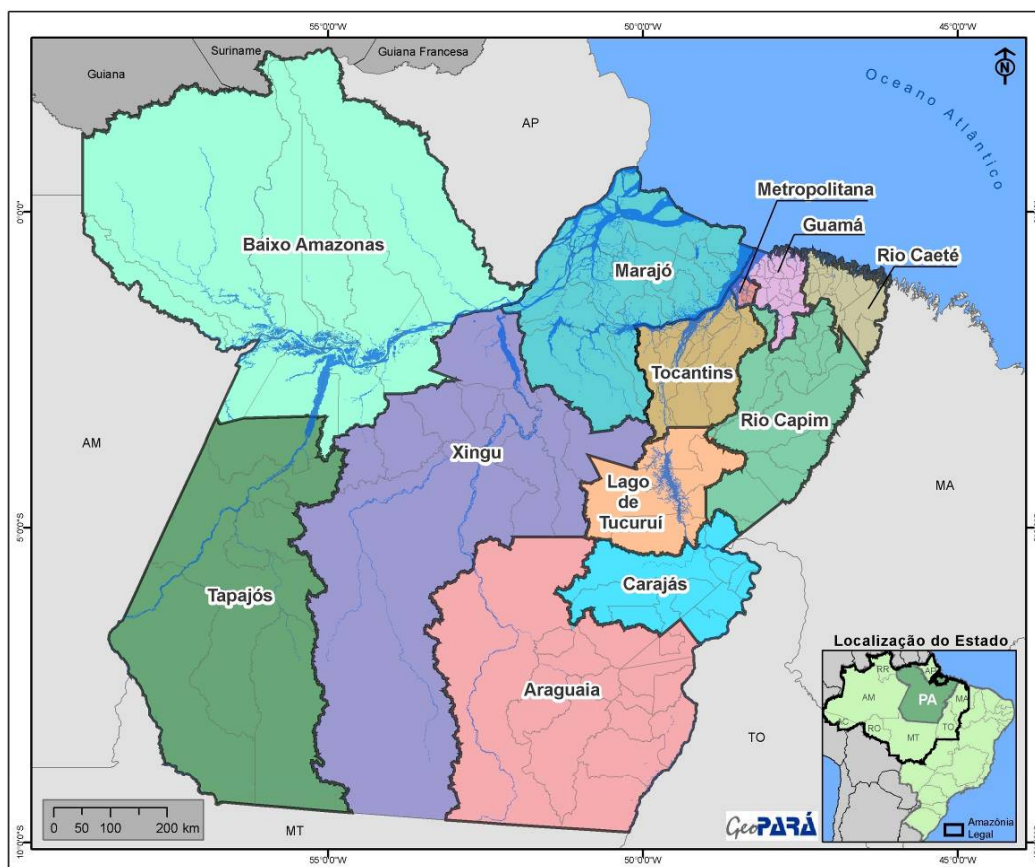 55°0'0"W
50°0'0"W
45°0'0"W
Suriname
Guiana Francesa
Guiana
N
Oceano Atlântico
AP
Metropolitana
0°0'0"
Guamá
Baixo Amazonas
Rio Caeté
Marajó
Tocantins
Rio Capim
AM
Xingu
Lago
de
Tucuruí
MA
5°0'0"S
Carajás
Tapajós
Localização do Estado
Araguaia
RR
AP
AM
PA
MA
TO
RO
MT
TO
0 50 100 200 km
GeoPARÁ
Amazônia
Legal
MT
10°0'0"S
55°0'0"W
50°0'0"W
45°0'0"W